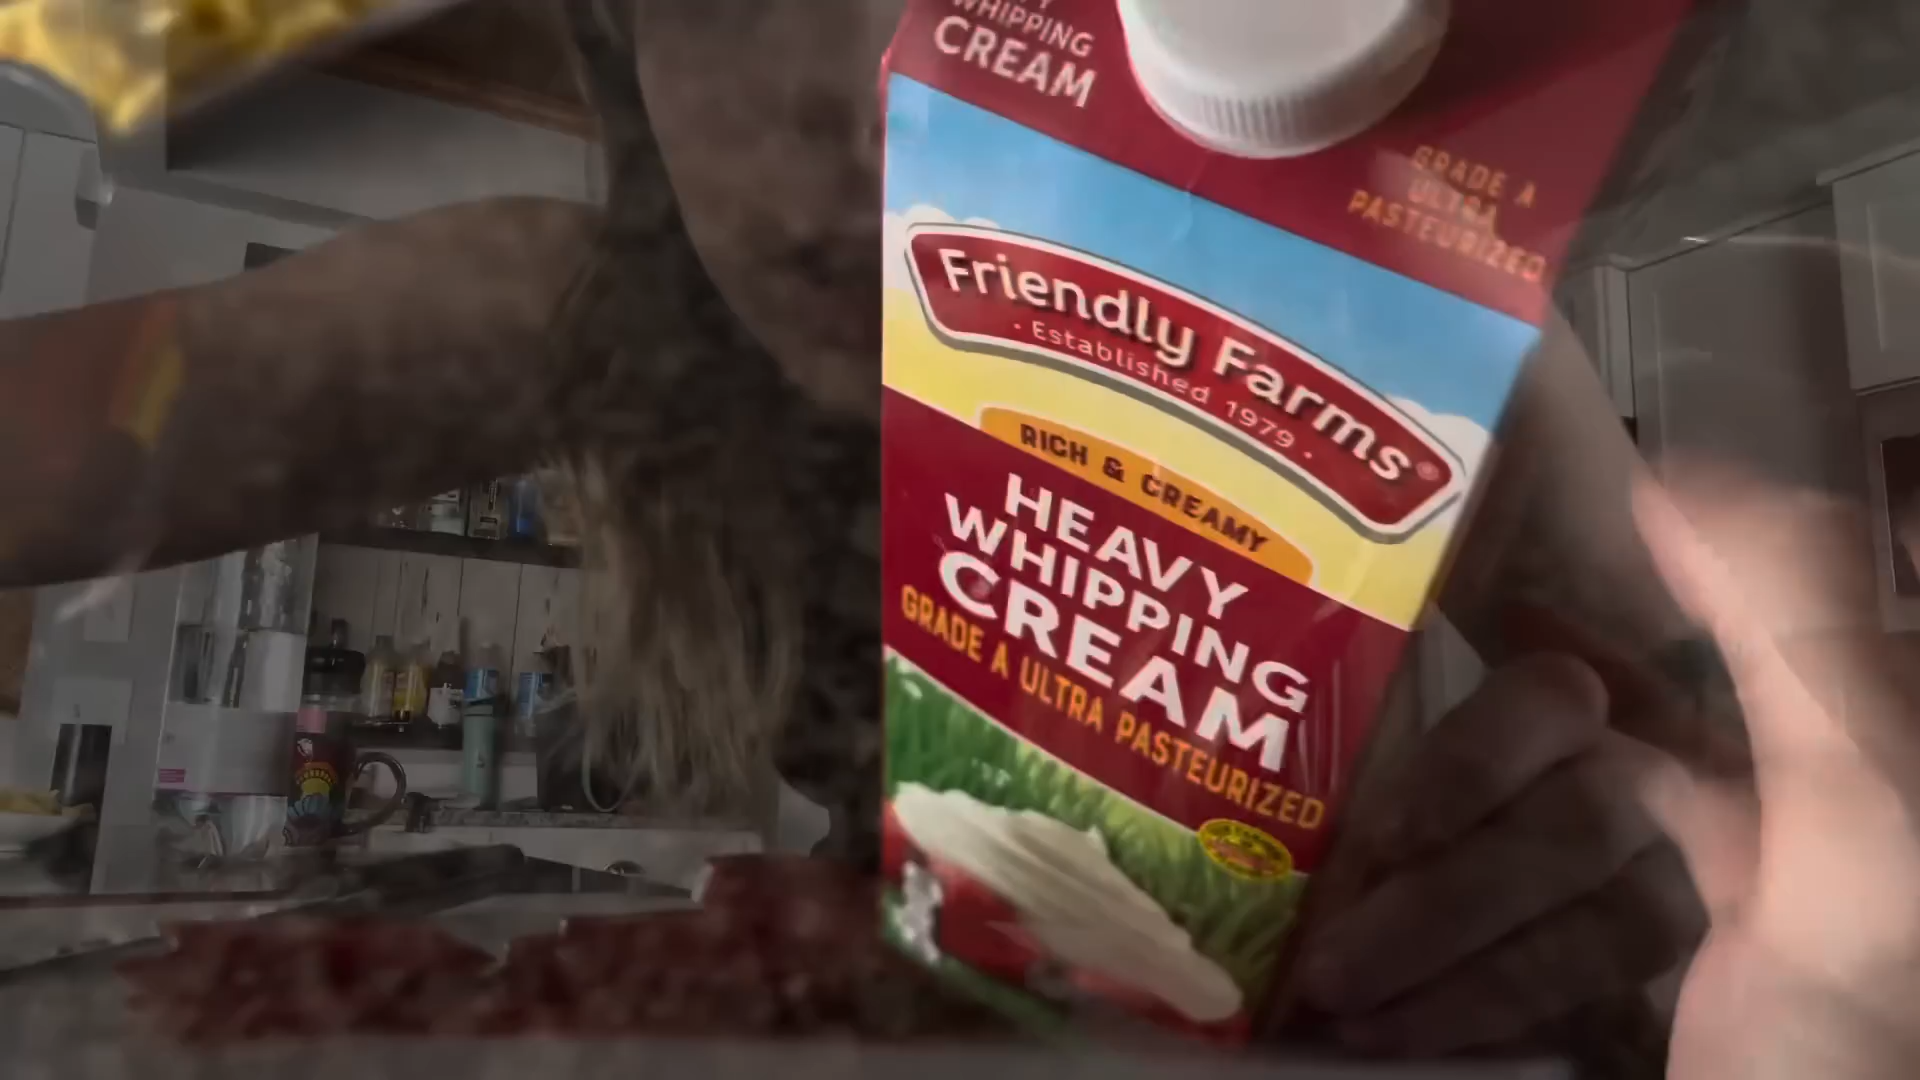 WHIPPING
CREAM
GRADE A
ULTRA
PASTEURIZED
Friendly Farms®
· Established 1979 ·
RICH & CREAMY
HEAVY
WHIPPING
CREAM
GRADE A ULTRA PASTEURIZED